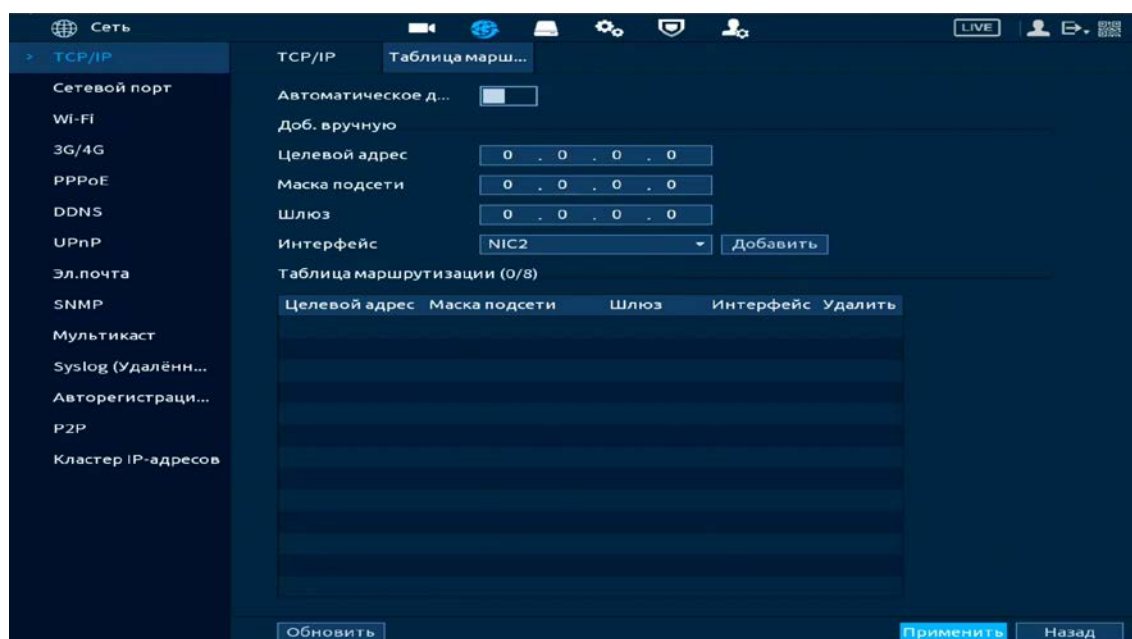 Сеть
LIVE
TCP/IP
Сетевой порт
Wi-Fi
3G/4G
PPPoE
DDNS
UPnP
Эл.почта
SNMP
Мультикаст
Syslog (Удалённ...
Авторегистраци...
P2P
Кластер IP-адресов
TCP/IP Таблица марш...
Автоматическое д...
Доб. вручную
Целевой адрес 0 . 0 . 0 . 0
Маска подсети 0 . 0 . 0 . 0
Шлюз 0 . 0 . 0 . 0
Интерфейс NIC2 Добавить
Таблица маршрутизации (0/8)
Целевой адрес Маска подсети Шлюз Интерфейс Удалить
Обновить Применить Назад